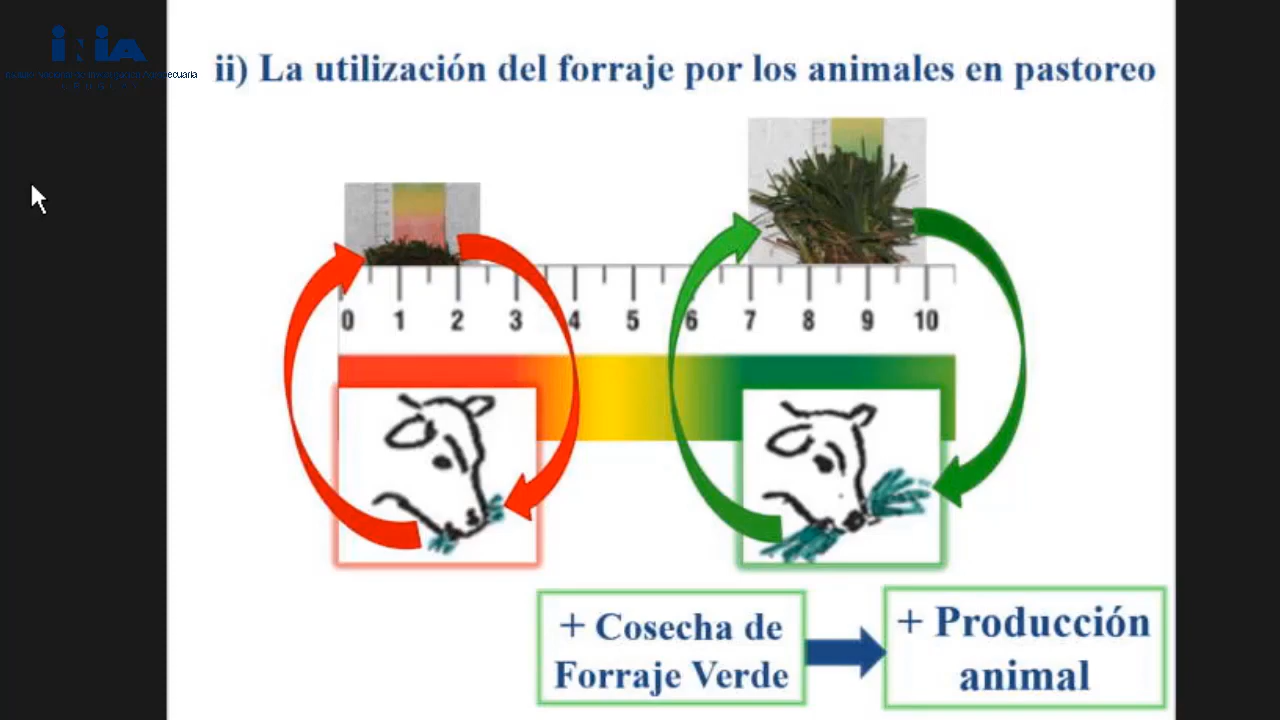 inia
ii) La utilización del forraje por los animales en pastoreo
0 1 2 3 4 5 6 7 8 9 10
+ Cosecha de
Forraje Verde
+ Producción
animal